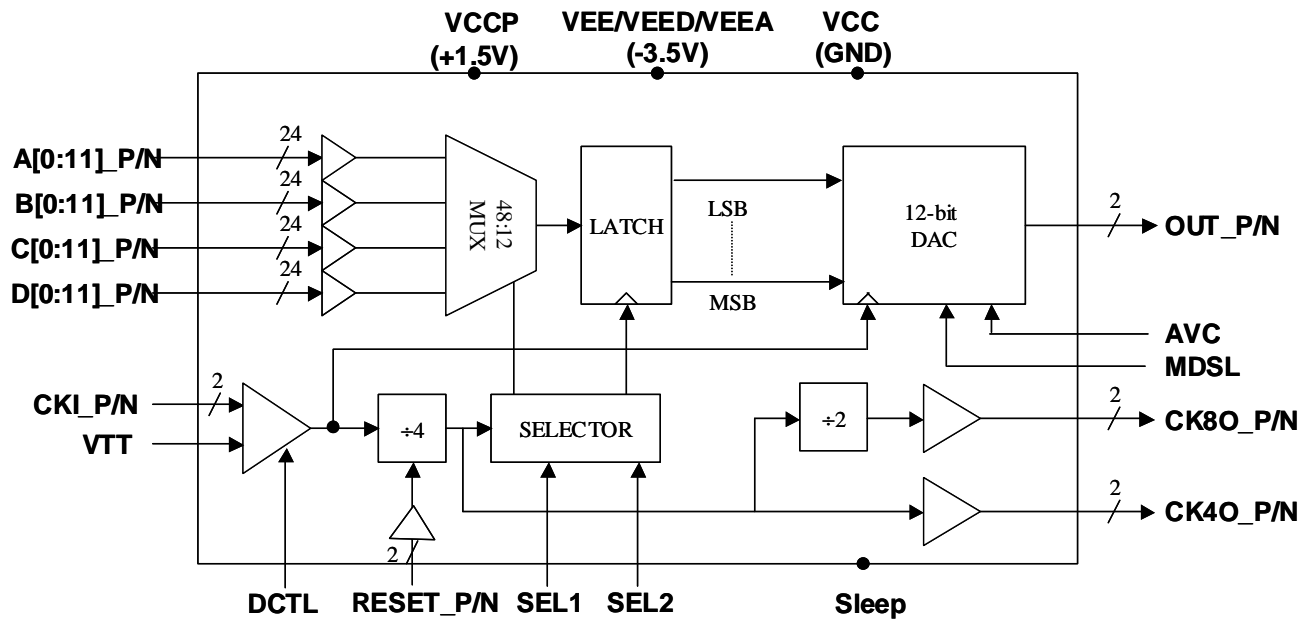 VCCP
(+1.5V)
VEE/VEED/VEEA
(-3.5V)
VCC
(GND)
A[0:11]_P/N
24
B[0:11]_P/N
24
C[0:11]_P/N
24
D[0:11]_P/N
24
48:12
MUX
LATCH
LSB
MSB
12-bit
DAC
2
OUT_P/N
AVC
MDSL
CKI_P/N
2
VTT
÷4
SELECTOR
÷2
2
CK8O_P/N
2
CK4O_P/N
2
DCTL
RESET_P/N
SEL1
SEL2
Sleep